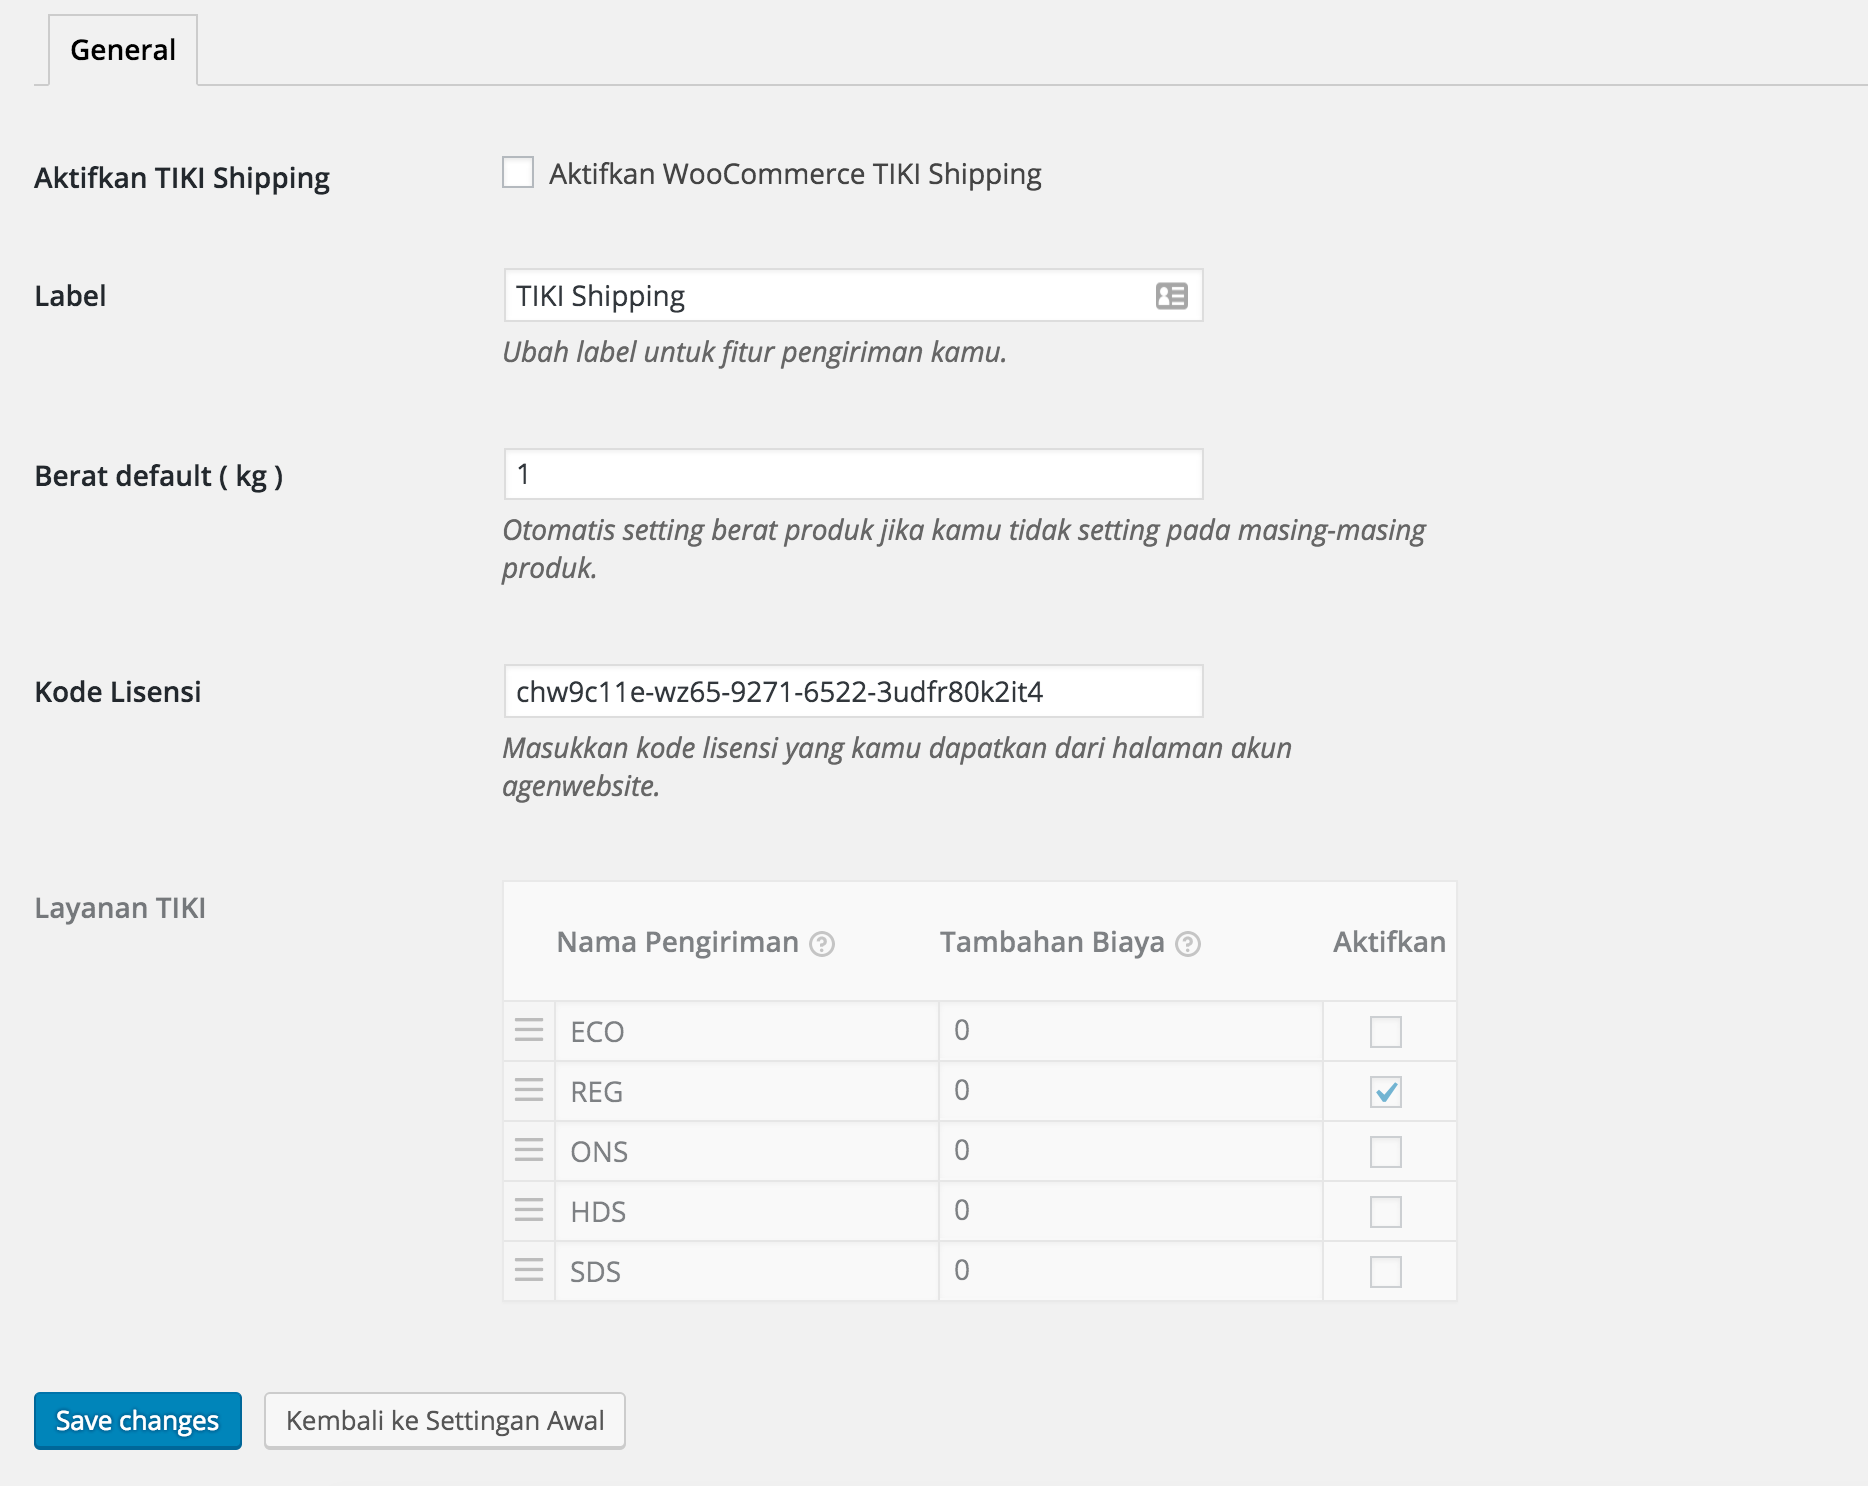 General
Aktifkan TIKI Shipping
Aktifkan WooCommerce TIKI Shipping
Label
TIKI Shipping
Ubah label untuk fitur pengiriman kamu.
Berat default ( kg )
1
Otomatis setting berat produk jika kamu tidak setting pada masing-masing
produk.
Kode Lisensi
chw9c11e-wz65-9271-6522-3udfr80k2it4
Masukkan kode lisensi yang kamu dapatkan dari halaman akun
agenwebsite.
Layanan TIKI
Nama Pengiriman ? Tambahan Biaya ? Aktifkan
ECO 0
REG 0
ONS 0
HDS 0
SDS 0
Save changes
Kembali ke Settingan Awal